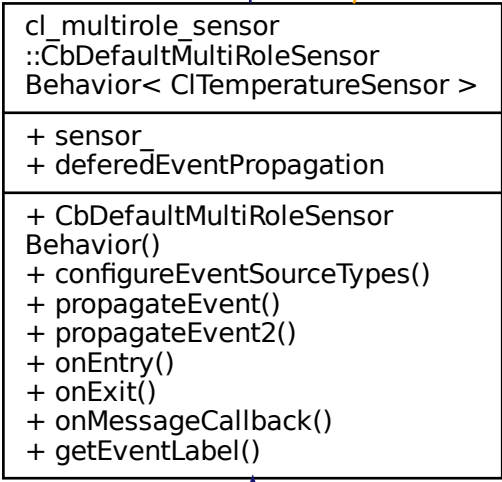 cl_multirole_sensor
::CbDefaultMultiRoleSensor
Behavior< ClTemperatureSensor >
+ sensor_
+ deferedEventPropagation
+ CbDefaultMultiRoleSensor
Behavior()
+ configureEventSourceTypes()
+ propagateEvent()
+ propagateEvent2()
+ onEntry()
+ onExit()
+ onMessageCallback()
+ getEventLabel()